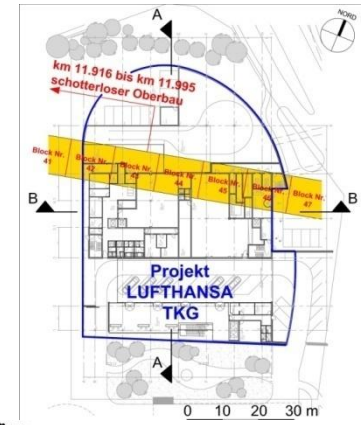 A
NORD
km 11.916 bis km 11.995
schotterloser Oberbau
Block Nr.
41
Block Nr.
42
Block Nr.
43
Block Nr.
44
Block Nr.
45
Block Nr.
46
Block Nr.
47
B
B
Projekt
LUFTHANSA
TKG
A
0 10 20 30 m